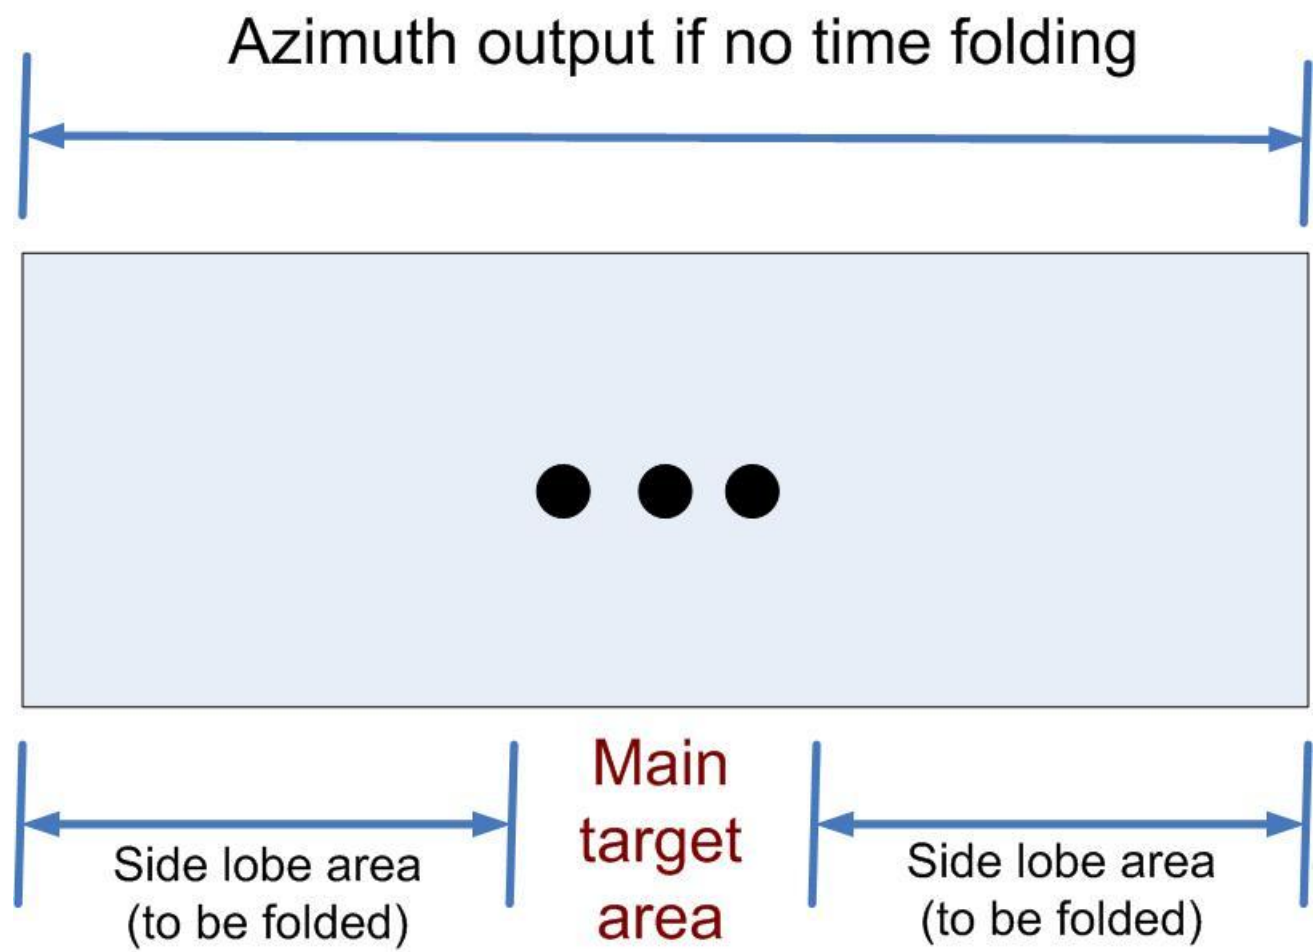 Azimuth output if no time folding
Main
target
area
Side lobe area
(to be folded)
Side lobe area
(to be folded)